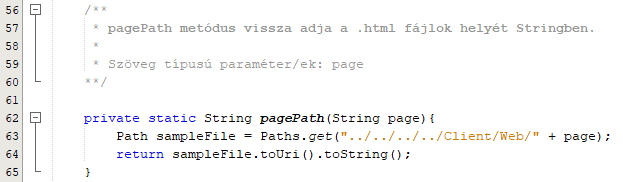 56 /**
57 * pagePath metódus vissza adja a .html fájlok helyét Stringben.
58 *
59 * Szöveg típusú paraméter/ek: page
60 **/
61
62 private static String pagePath(String page){
63 Path sampleFile = Paths.get("../../../../Client/Web/" + page);
64 return sampleFile.toUri().toString();
65 }